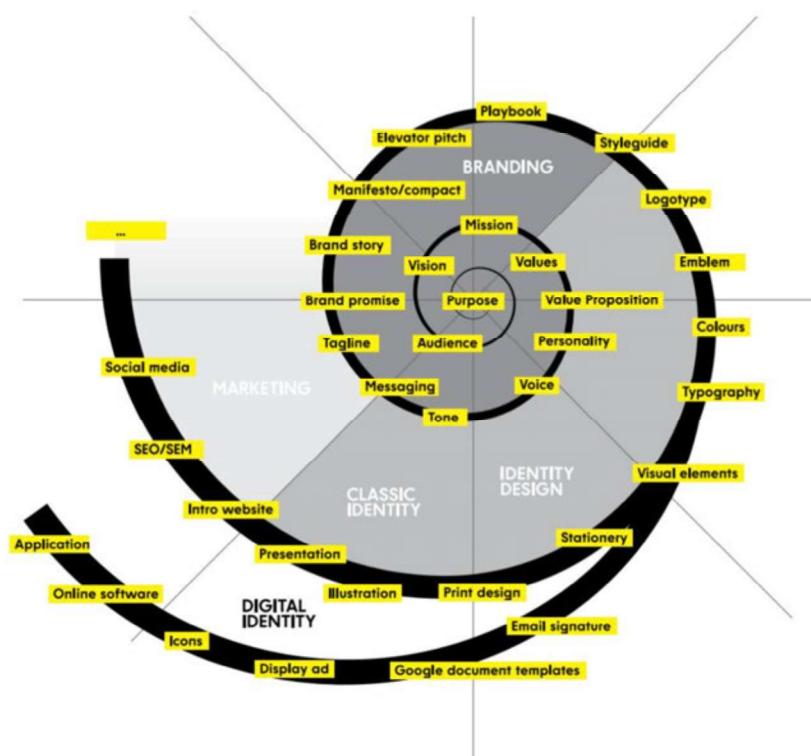 Playbook
Elevator pitch
Styleguide
BRANDING
Manifesto/compact
Logotype
Mission
...
Brand story
Vision
Values
Emblem
Brand promise
Purpose
Value Proposition
Colours
Tagline
Audience
Personality
Social media
MARKETING
Messaging
Voice
Typography
Tone
SEO/SEM
Visual elements
CLASSIC
IDENTITY
IDENTITY
DESIGN
Intro website
Application
Presentation
Stationery
Online software
DIGITAL
IDENTITY
Illustration
Print design
Icons
Email signature
Display ad
Google document templates